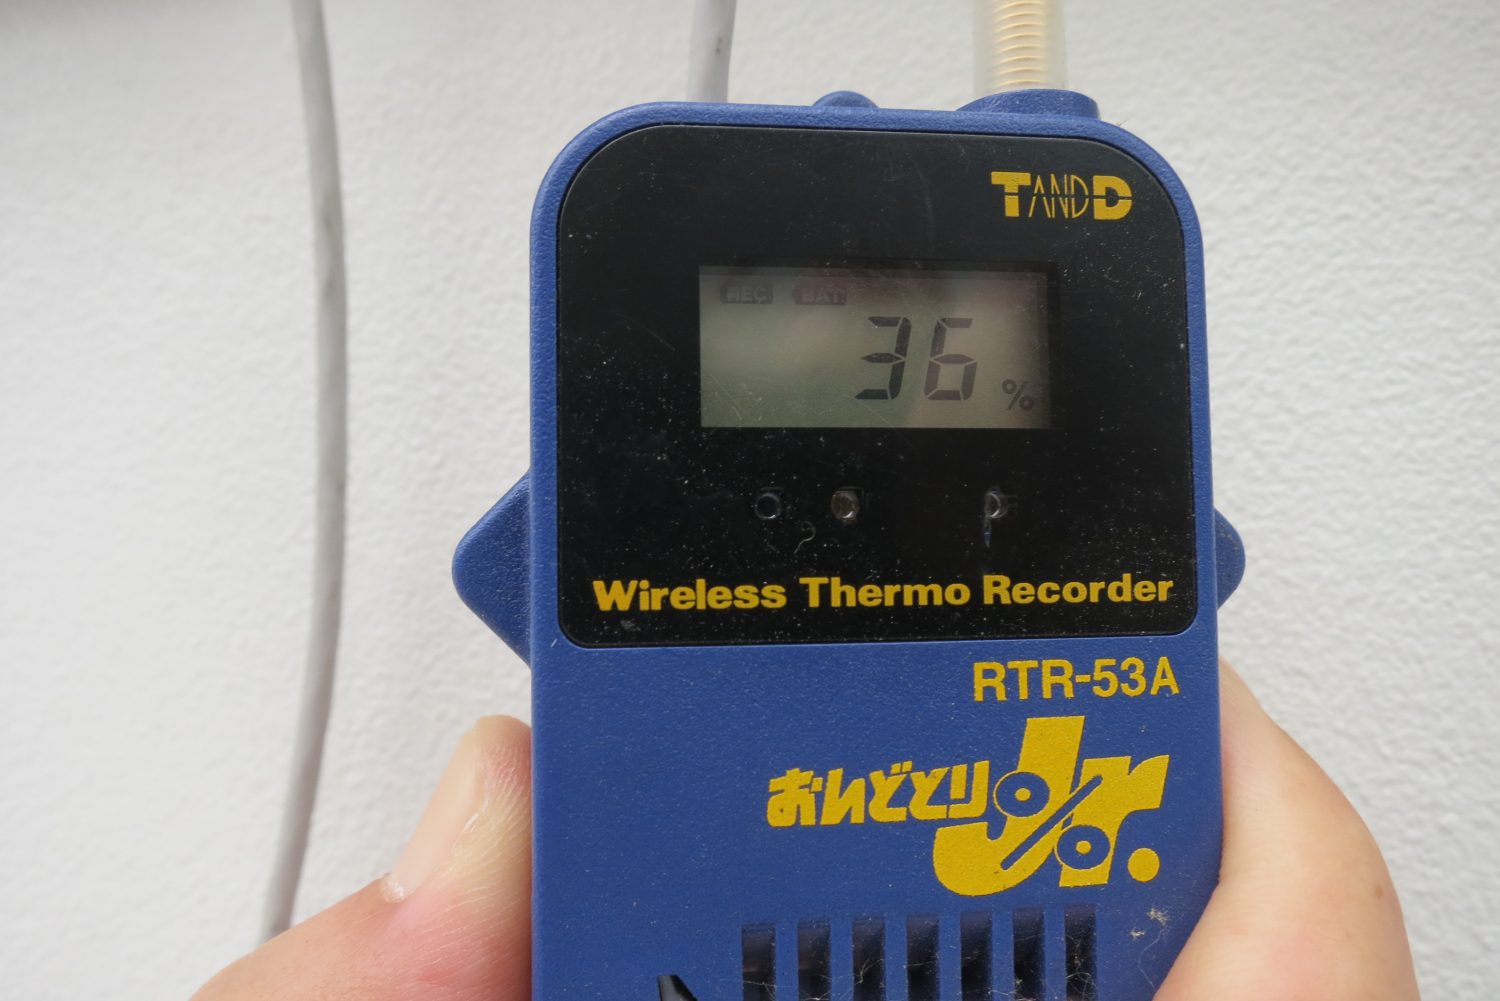 TANDD
REC BAT
36 %
Wireless Thermo Recorder
RTR-53A
おんどとりJr.